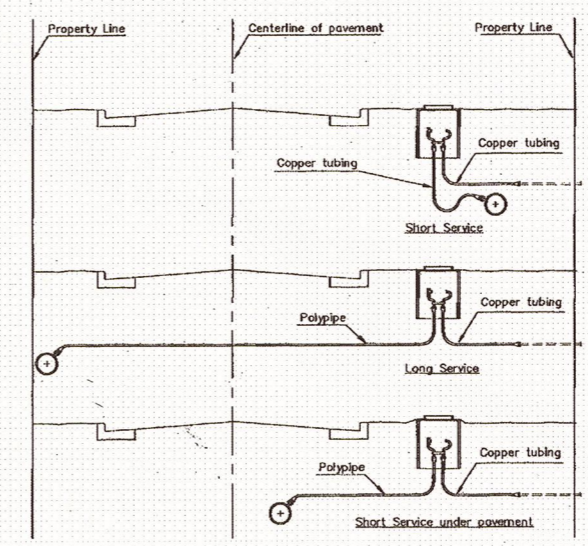 Property Line
Centerline of pavement
Property Line
Copper tubing
Copper tubing
Short Service
Polypipe
Copper tubing
Long Service
Polypipe
Copper tubing
Short Service under pavement